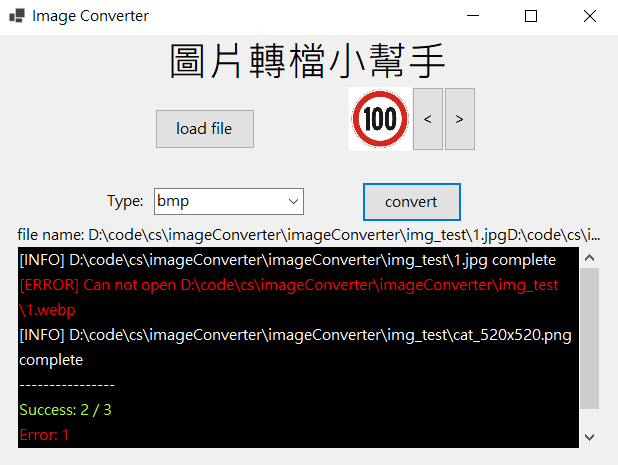 Image Converter
圖片轉檔小幫手
load file
100
<
>
Type:
bmp
convert
file name: D:\code\cs\imageConverter\imageConverter\img_test\1.jpgD:\code\cs\i...
[INFO] D:\code\cs\imageConverter\imageConverter\img_test\1.jpg complete
[ERROR] Can not open D:\code\cs\imageConverter\imageConverter\img_test
\1.webp
[INFO] D:\code\cs\imageConverter\imageConverter\img_test\cat_520x520.png
complete
----------------
Success: 2 / 3
Error: 1